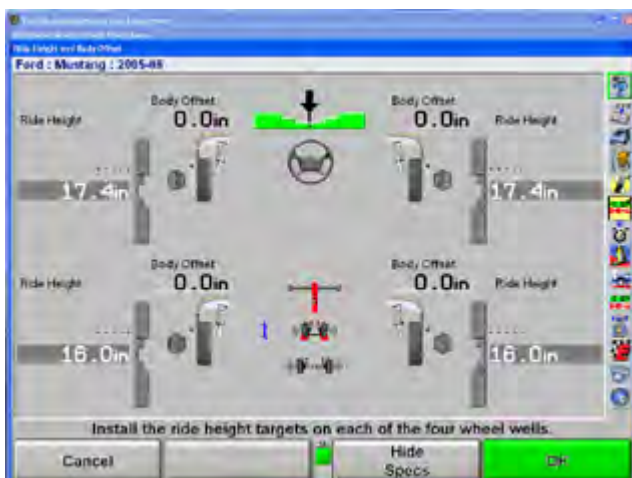 Ride Height and Body Offset
Ford : Mustang : 2005-08
Body Offset
0.0in
Body Offset
0.0in
Ride Height
Ride Height
17.4in
17.4in
Body Offset
0.0in
Body Offset
0.0in
Ride Height
Ride Height
16.0in
16.0in
Install the ride height targets on each of the four wheel wells.
Cancel
Hide
Specs
OK